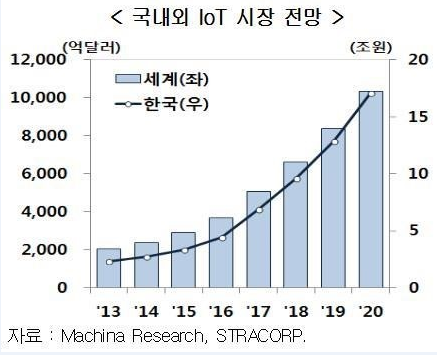 < 국내외 IoT 시장 전망 >
(억달러) (조원)
세계(좌)
한국(우)
12,000 20
10,000
8,000 15
6,000 10
4,000
2,000 5
0 0
'13 '14 '15 '16 '17 '18 '19 '20
자료 : Machina Research, STRACORP.